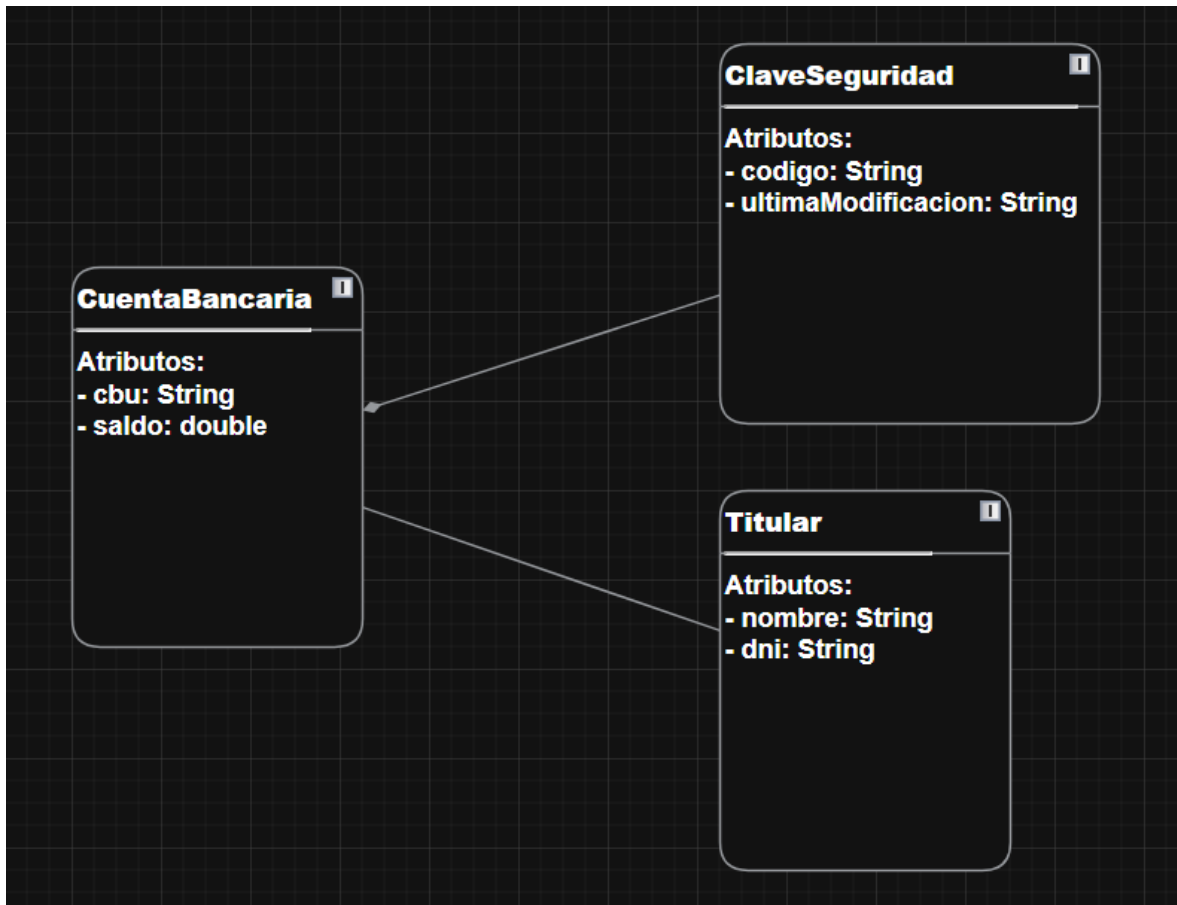 ClaveSeguridad
Atributos:
- codigo: String
- ultimaModificacion: String
CuentaBancaria
Atributos:
- cbu: String
- saldo: double
Titular
Atributos:
- nombre: String
- dni: String